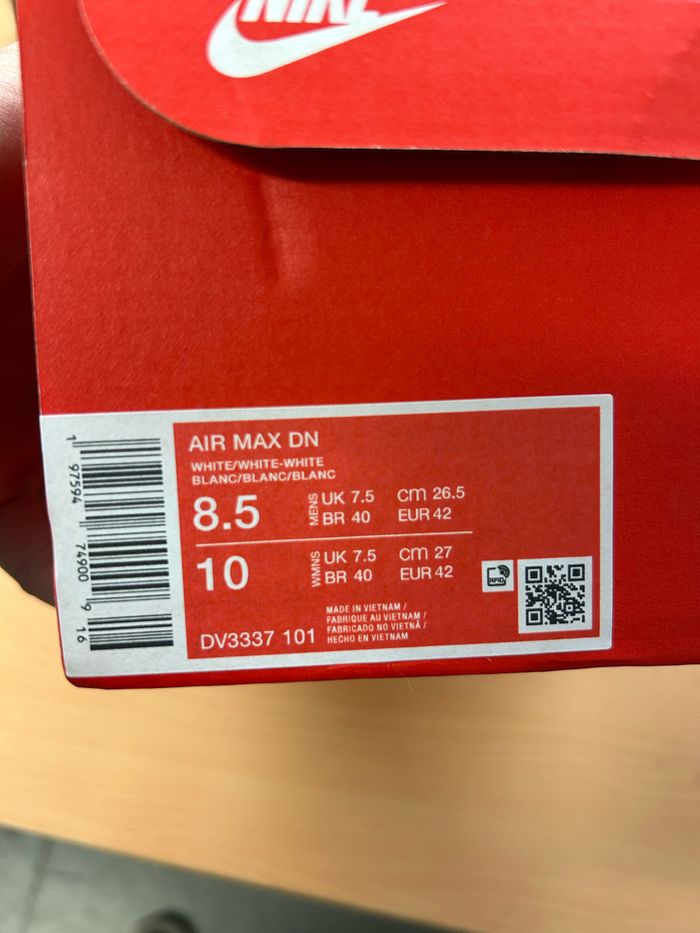 NIKE
AIR MAX DN
WHITE/WHITE-WHITE
BLANC/BLANC/BLANC
8.5 MENS UK 7.5 cm 26.5
BR 40 EUR 42
10 WMNS UK 7.5 cm 27
BR 40 EUR 42
RFID
MADE IN VIETNAM /
FABRIQUE AU VIETNAM /
FABRICADO NO VIETNÃ /
HECHO EN VIETNAM
DV3337 101
1 97594 74900 9 16